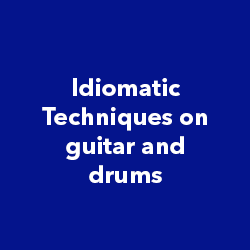 Idiomatic
Techniques on
guitar and
drums